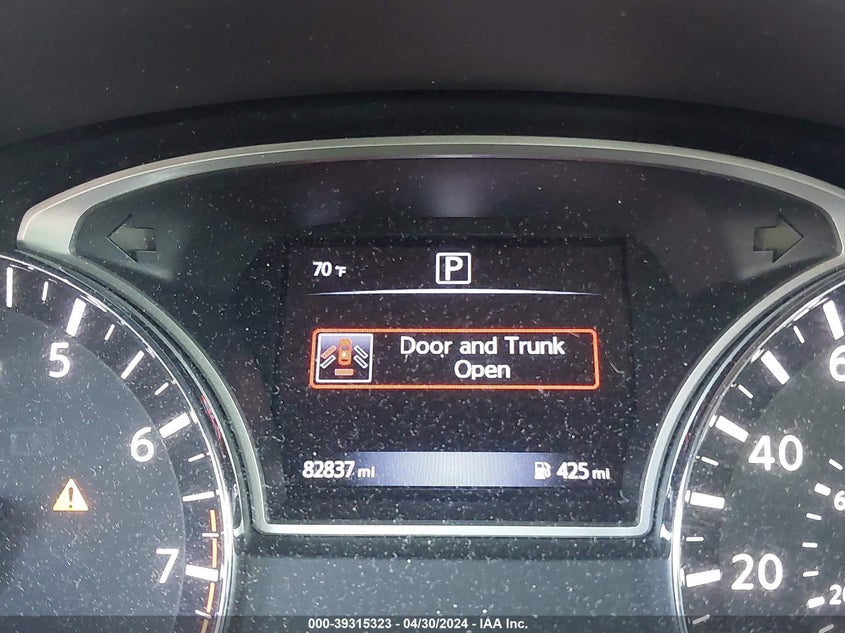 70 °F
P
Door and Trunk
Open
82837 mi
425 mi
5
6
7
40
20
000-39315323 - 04/30/2024 - IAA Inc.